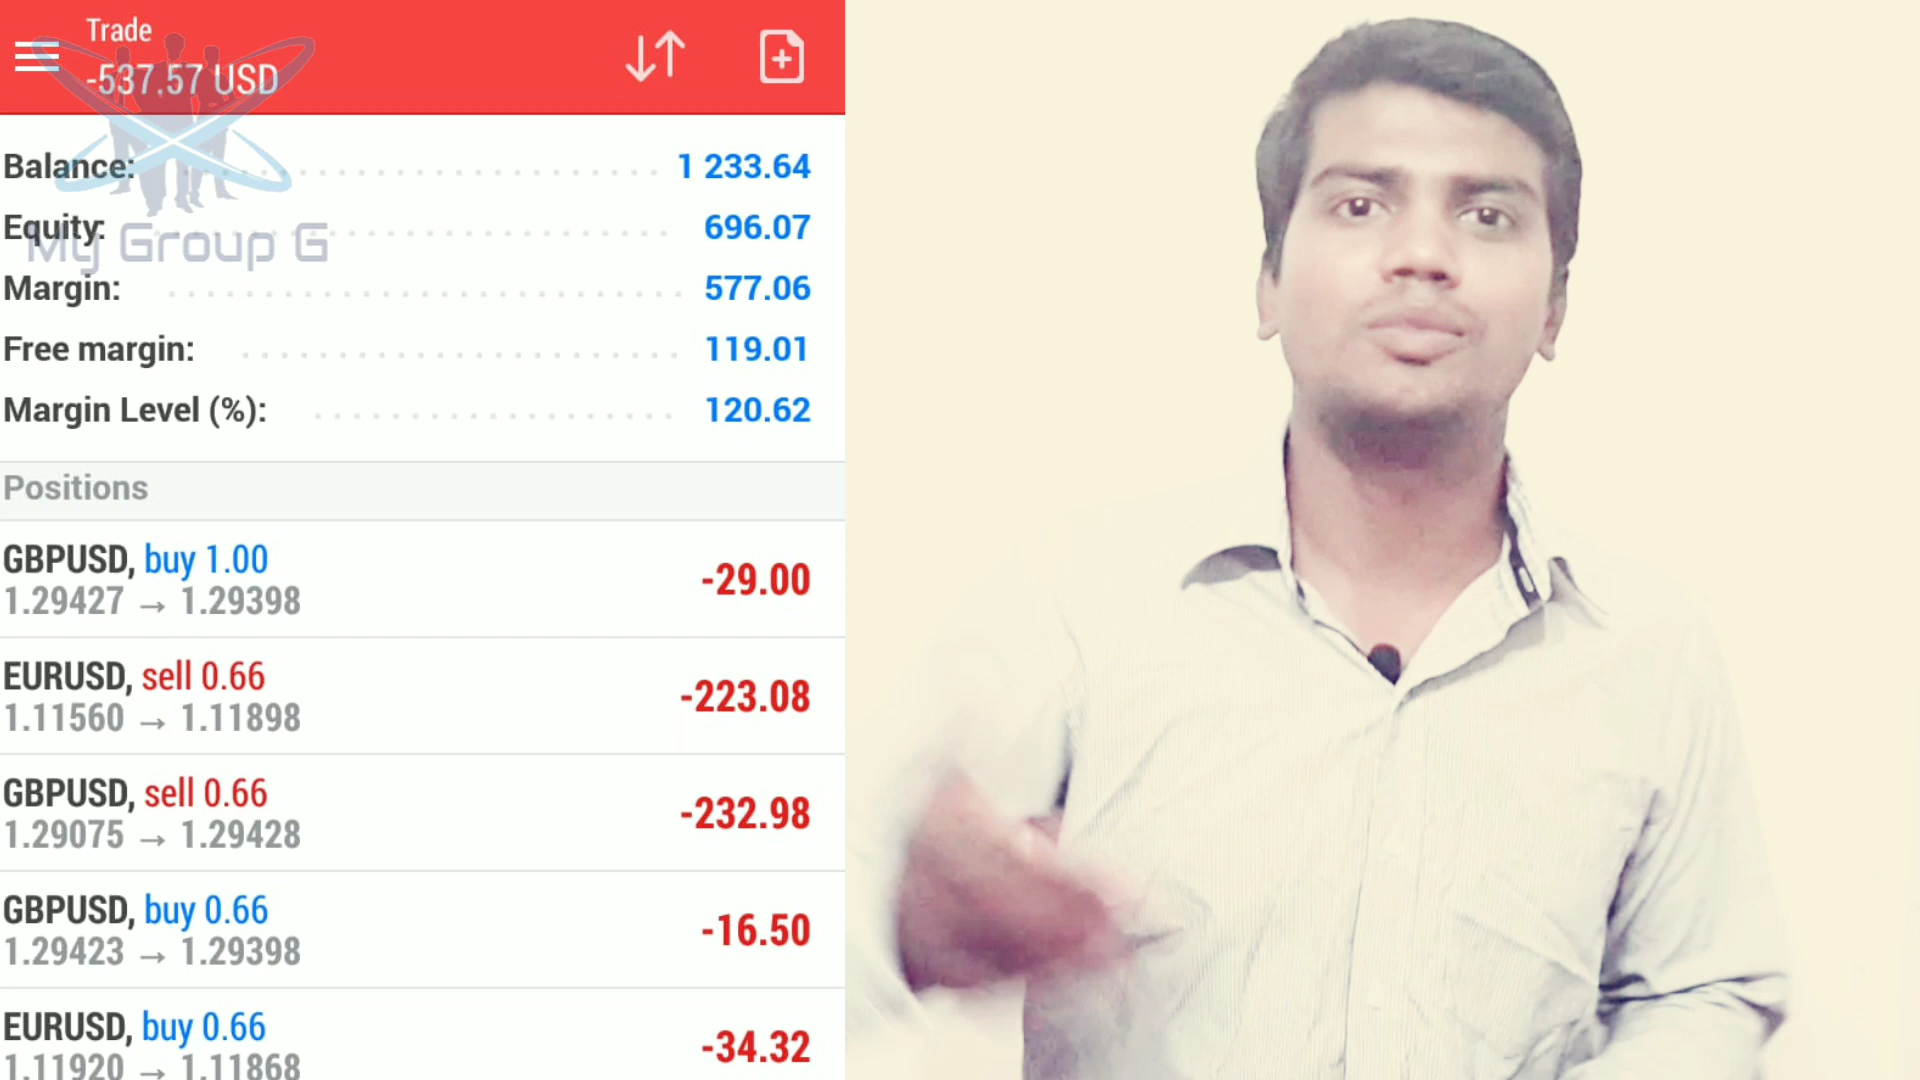 Trade
-537.57 USD
Balance: 1 233.64
Equity: 696.07
My Group G
Margin: 577.06
Free margin: 119.01
Margin Level (%): 120.62
Positions
GBPUSD, buy 1.00
1.29427 → 1.29398
-29.00
EURUSD, sell 0.66
1.11560 → 1.11898
-223.08
GBPUSD, sell 0.66
1.29075 → 1.29428
-232.98
GBPUSD, buy 0.66
1.29423 → 1.29398
-16.50
EURUSD, buy 0.66
1.11920 → 1.11868
-34.32